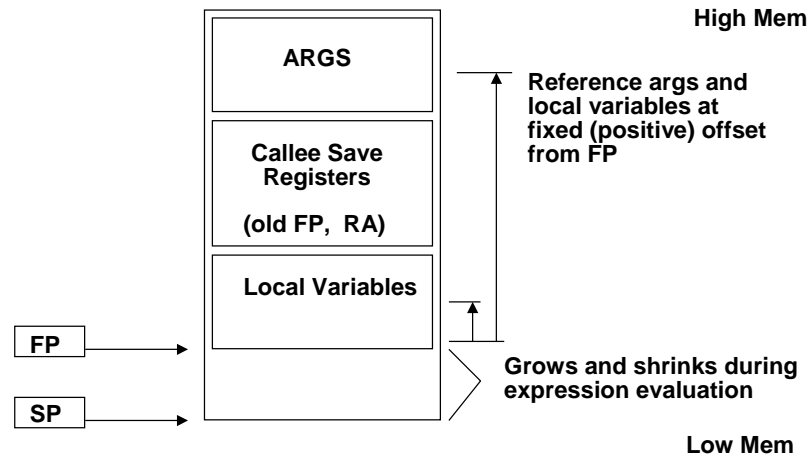 High Mem
ARGS
Reference args and
local variables at
fixed (positive) offset
from FP
Callee Save
Registers
(old FP, RA)
Local Variables
FP
Grows and shrinks during
expression evaluation
SP
Low Mem